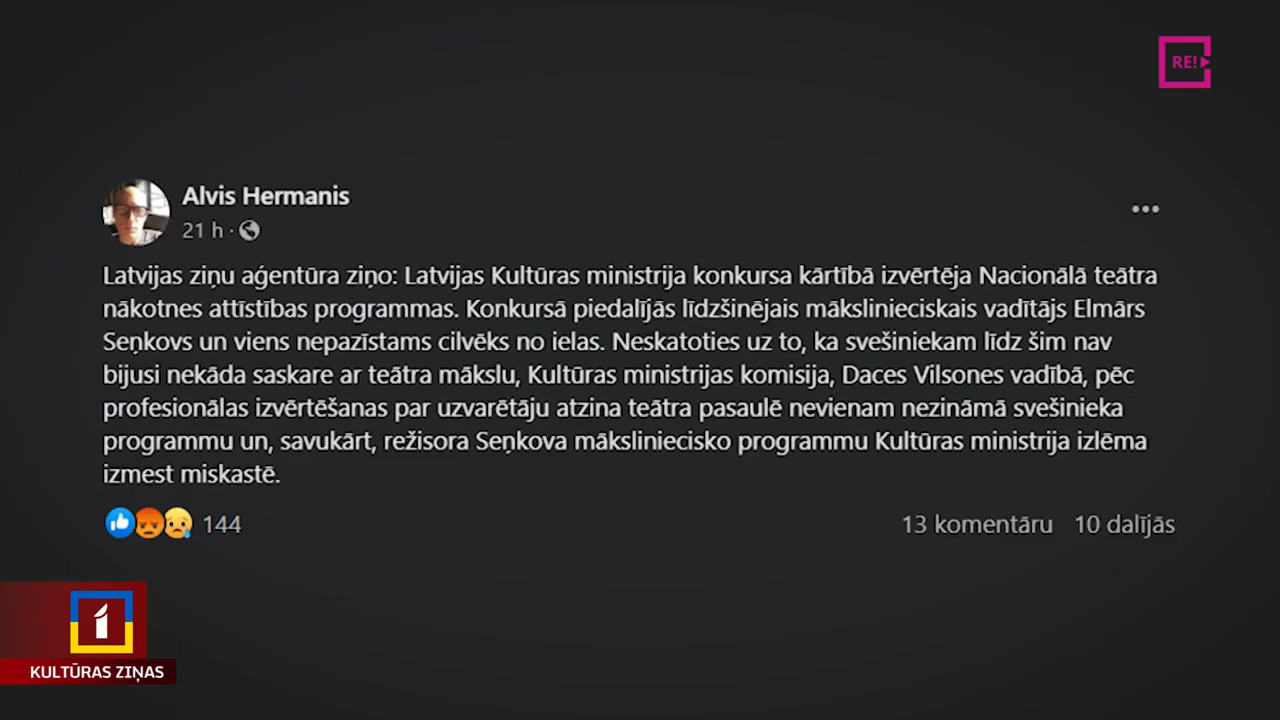 RE!
Alvis Hermanis
21 h ·
Latvijas ziņu aģentūra ziņo: Latvijas Kultūras ministrija konkursa kārtībā izvērtēja Nacionālā teātra
nākotnes attīstības programmas. Konkursā piedalījās līdzšinējais mākslinieciskais vadītājs Elmārs
Seņkovs un viens nepazīstams cilvēks no ielas. Neskatoties uz to, ka svešiniekam līdz šim nav
bijusi nekāda saskare ar teātra mākslu, Kultūras ministrijas komisija, Daces Vilsones vadībā, pēc
profesionālas izvērtēšanas par uzvarētāju atzina teātra pasaulē nevienam nezināmā svešinieka
programmu un, savukārt, režisora Seņkova māksliniecisko programmu Kultūras ministrija izlēma
izmest miskastē.
144
13 komentāru 10 dalījās
1
KULTŪRAS ZIŅAS